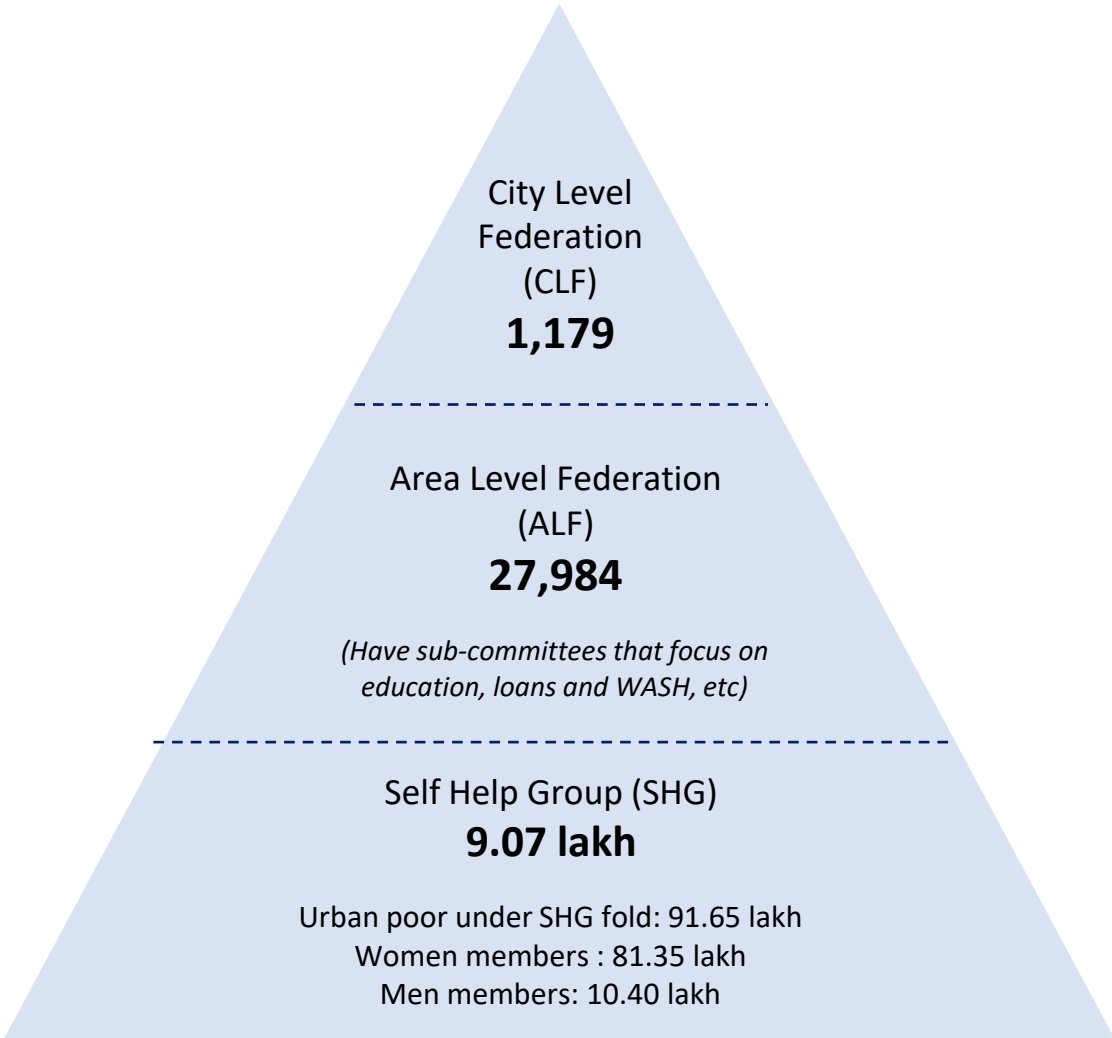 City Level
Federation
(CLF)
1,179
Area Level Federation
(ALF)
27,984
(Have sub-committees that focus on
education, loans and WASH, etc)
Self Help Group (SHG)
9.07 lakh
Urban poor under SHG fold: 91.65 lakh
Women members : 81.35 lakh
Men members: 10.40 lakh